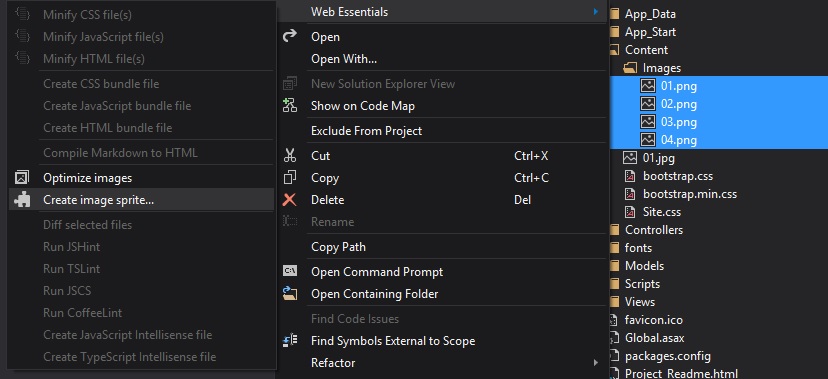 Minify CSS file(s)
Minify JavaScript file(s)
Minify HTML file(s)
Create CSS bundle file
Create JavaScript bundle file
Create HTML bundle file
Compile Markdown to HTML
Optimize images
Create image sprite...
Diff selected files
Run JSHint
Run TSLint
Run JSCS
Run CoffeeLint
Create JavaScript Intellisense file
Create TypeScript Intellisense file
Web Essentials
Open
Open With...
New Solution Explorer View
Show on Code Map
Exclude From Project
Cut Ctrl+X
Copy Ctrl+C
Delete Del
Rename
Copy Path
Open Command Prompt
Open Containing Folder
Find Code Issues
Find Symbols External to Scope
Refactor
App_Data
App_Start
Content
Images
01.png
02.png
03.png
04.png
01.jpg
bootstrap.css
bootstrap.min.css
Site.css
Controllers
fonts
Models
Scripts
Views
favicon.ico
Global.asax
packages.config
Project_Readme.html